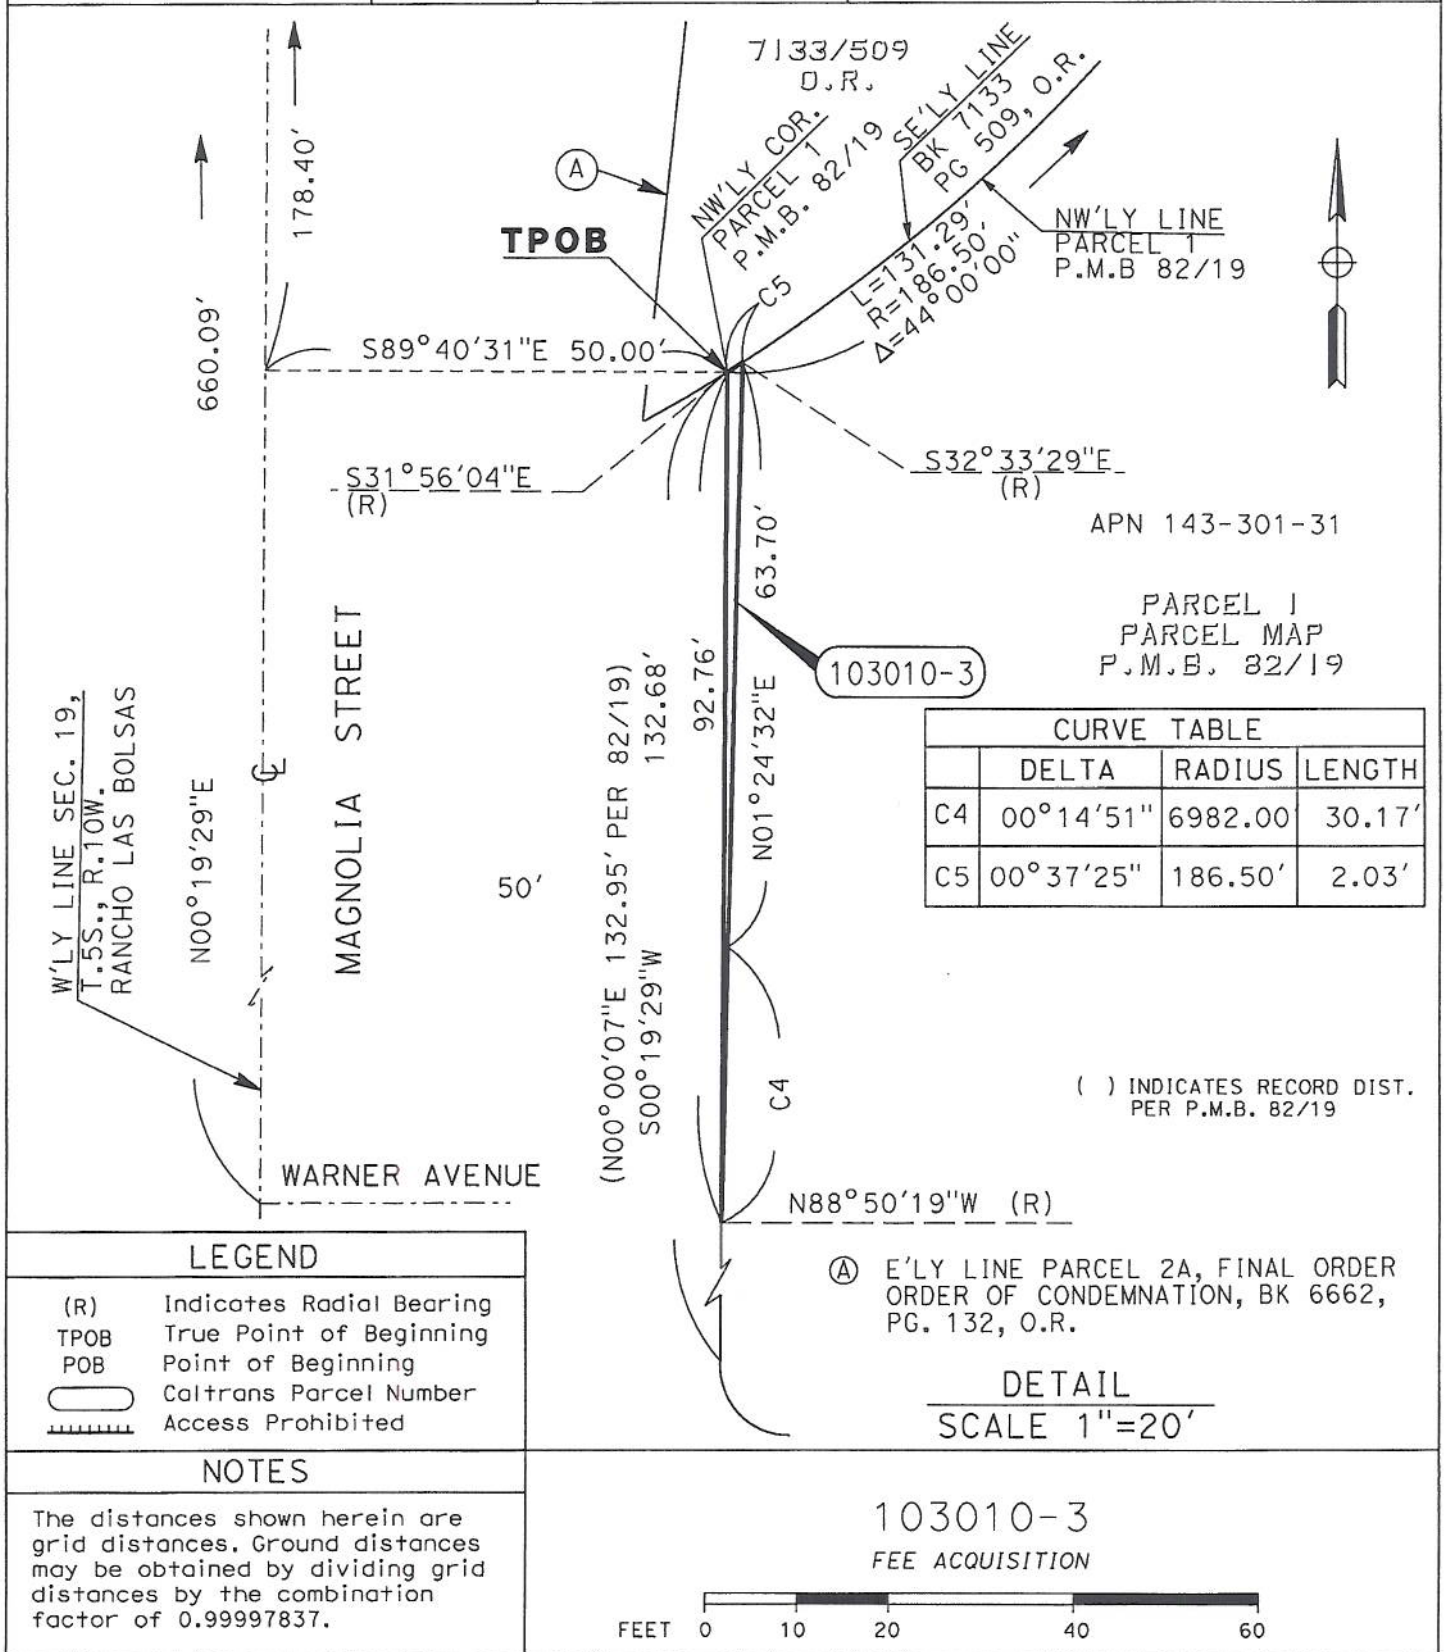 7133/509
O.R.
SE'LY LINE
BK 7133
PG 509, O.R.
NW'LY COR.
PARCEL 1
P.M.B. 82/19
A
178.40'
660.09'
TPOB
C5
L=131.29'
R=186.50'
Δ=44°00'00"
NW'LY LINE
PARCEL 1
P.M.B 82/19
S89°40'31"E 50.00'
S31°56'04"E
(R)
S32°33'29"E
(R)
APN 143-301-31
PARCEL 1
PARCEL MAP
P.M.B. 82/19
63.70'
N01°24'32"E
103010-3
92.76'
132.68'
S00°19'29"W
(N00°00'07"E 132.95' PER 82/19)
CURVE TABLE
DELTA RADIUS LENGTH
C4 00°14'51" 6982.00 30.17'
C5 00°37'25" 186.50' 2.03'
W'LY LINE SEC. 19,
T.5S., R.10W.
RANCHO LAS BOLSAS
N00°19'29"E
CL
MAGNOLIA STREET
50'
C4
( ) INDICATES RECORD DIST.
PER P.M.B. 82/19
WARNER AVENUE
N88°50'19"W (R)
A E'LY LINE PARCEL 2A, FINAL ORDER
ORDER OF CONDEMNATION, BK 6662,
PG. 132, O.R.
DETAIL
SCALE 1"=20'
LEGEND
(R) Indicates Radial Bearing
TPOB True Point of Beginning
POB Point of Beginning
Caltrans Parcel Number
Access Prohibited
NOTES
The distances shown herein are
grid distances. Ground distances
may be obtained by dividing grid
distances by the combination
factor of 0.99997837.
103010-3
FEE ACQUISITION
FEET 0 10 20 40 60